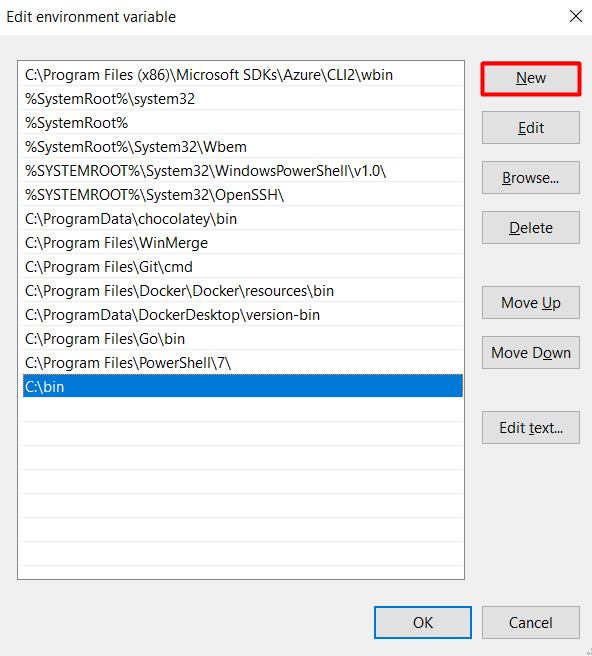 Edit environment variable
C:\Program Files (x86)\Microsoft SDKs\Azure\CLI2\wbin
%SystemRoot%\system32
%SystemRoot%
%SystemRoot%\System32\Wbem
%SYSTEMROOT%\System32\WindowsPowerShell\v1.0\
%SYSTEMROOT%\System32\OpenSSH\
C:\ProgramData\chocolatey\bin
C:\Program Files\WinMerge
C:\Program Files\Git\cmd
C:\Program Files\Docker\Docker\resources\bin
C:\ProgramData\DockerDesktop\version-bin
C:\Program Files\Go\bin
C:\Program Files\PowerShell\7\
C:\bin
New
Edit
Browse...
Delete
Move Up
Move Down
Edit text...
OK
Cancel